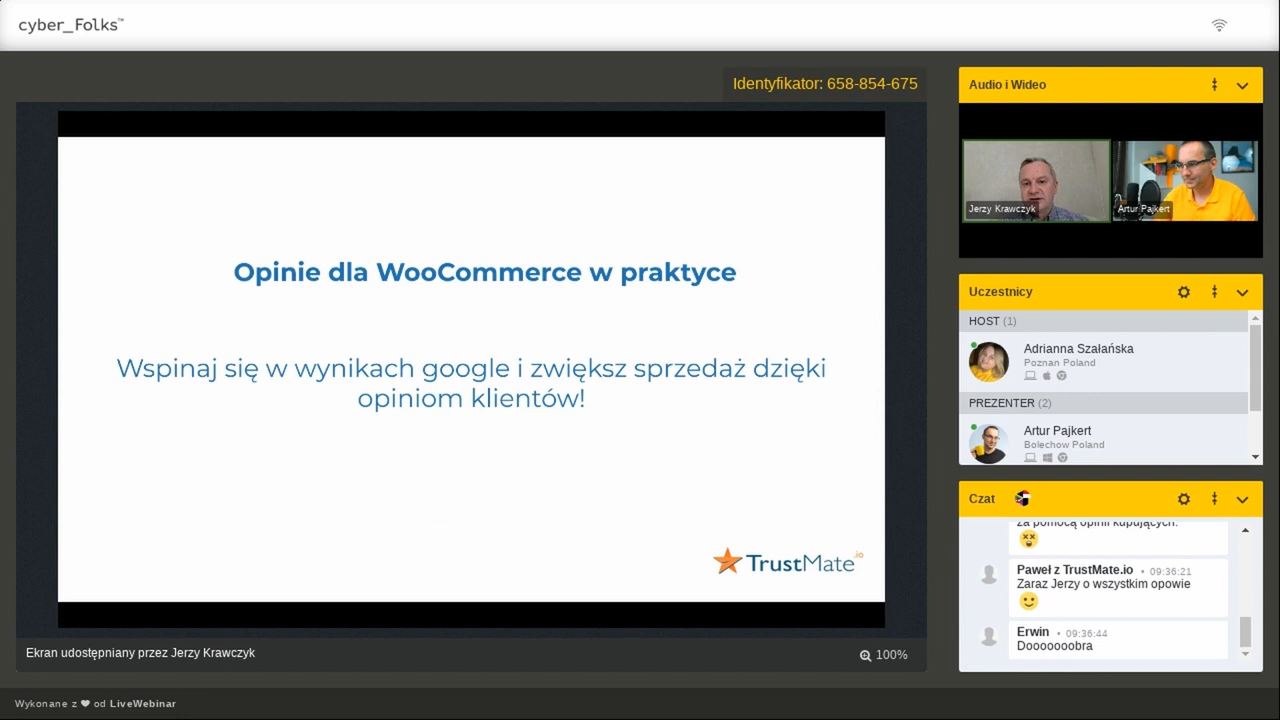 cyber_Folks™
Identyfikator: 658-854-675
Opinie dla WooCommerce w praktyce
Wspinaj się w wynikach google i zwiększ sprzedaż dzięki
opiniom klientów!
TrustMate.io
Ekran udostępniany przez Jerzy Krawczyk
100%
Audio i Wideo
Jerzy Krawczyk
Artur Pajkert
Uczestnicy
HOST (1)
Adrianna Szałańska
Poznan Poland
PREZENTER (2)
Artur Pajkert
Bolechow Poland
Czat
za pomocą opinii kupujących.
Paweł z TrustMate.io • 09:36:21
Zaraz Jerzy o wszystkim opowie
Erwin • 09:36:44
Dooooooobra
Wykonane z ❤ od LiveWebinar